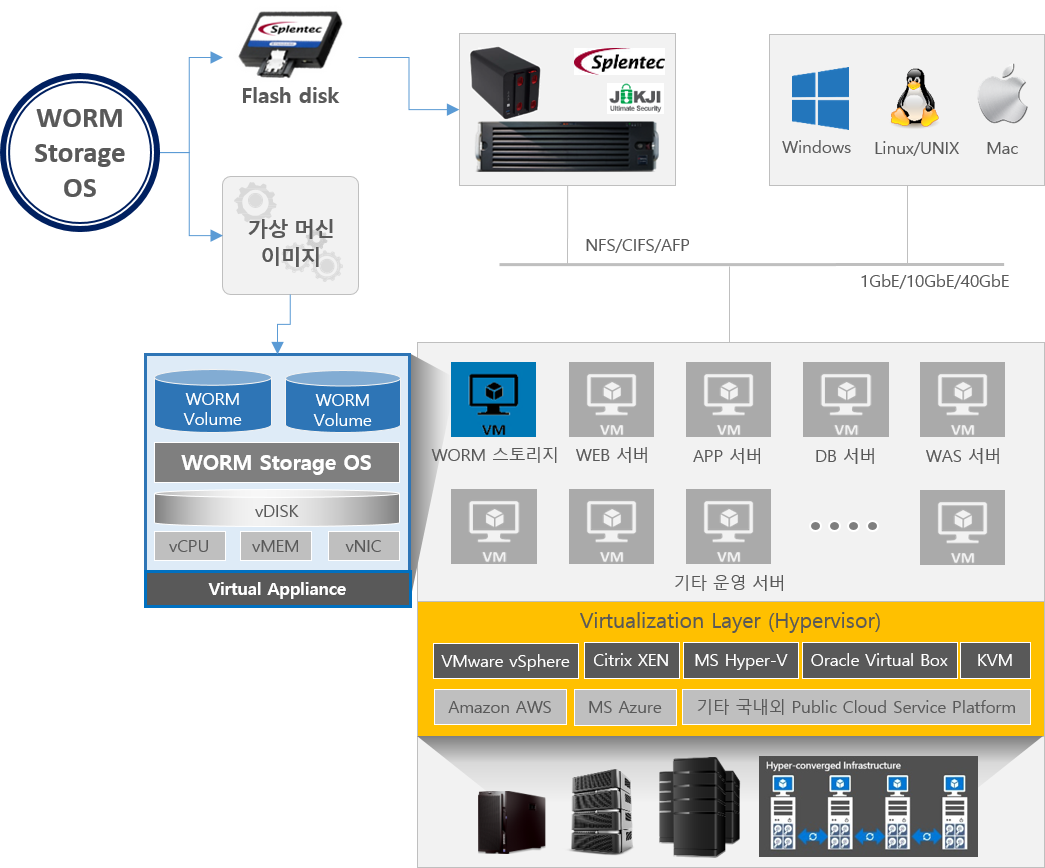 WORM
Storage
OS
Splentec
Flash disk
Splentec
JOKJI
Ultimate Security
Windows
Linux/UNIX
Mac
가상 머신
이미지
NFS/CIFS/AFP
1GbE/10GbE/40GbE
WORM
Volume
WORM
Volume
WORM Storage OS
vDISK
vCPU
vMEM
vNIC
Virtual Appliance
VM
VM
VM
VM
VM
WORM 스토리지
WEB 서버
APP 서버
DB 서버
WAS 서버
VM
VM
VM
VM
기타 운영 서버
Virtualization Layer (Hypervisor)
VMware vSphere
Citrix XEN
MS Hyper-V
Oracle Virtual Box
KVM
Amazon AWS
MS Azure
기타 국내외 Public Cloud Service Platform
Hyper-converged Infrastructure